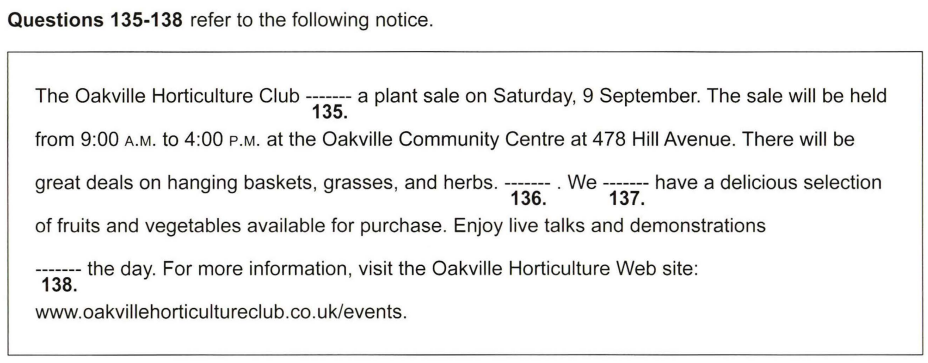 Questions 135-138 refer to the following notice.
The Oakville Horticulture Club ------- a plant sale on Saturday, 9 September. The sale will be held
135.
from 9:00 A.M. to 4:00 P.M. at the Oakville Community Centre at 478 Hill Avenue. There will be
great deals on hanging baskets, grasses, and herbs. ------- . We ------- have a delicious selection
136. 137.
of fruits and vegetables available for purchase. Enjoy live talks and demonstrations
------- the day. For more information, visit the Oakville Horticulture Web site:
138.
www.oakvillehorticultureclub.co.uk/events.